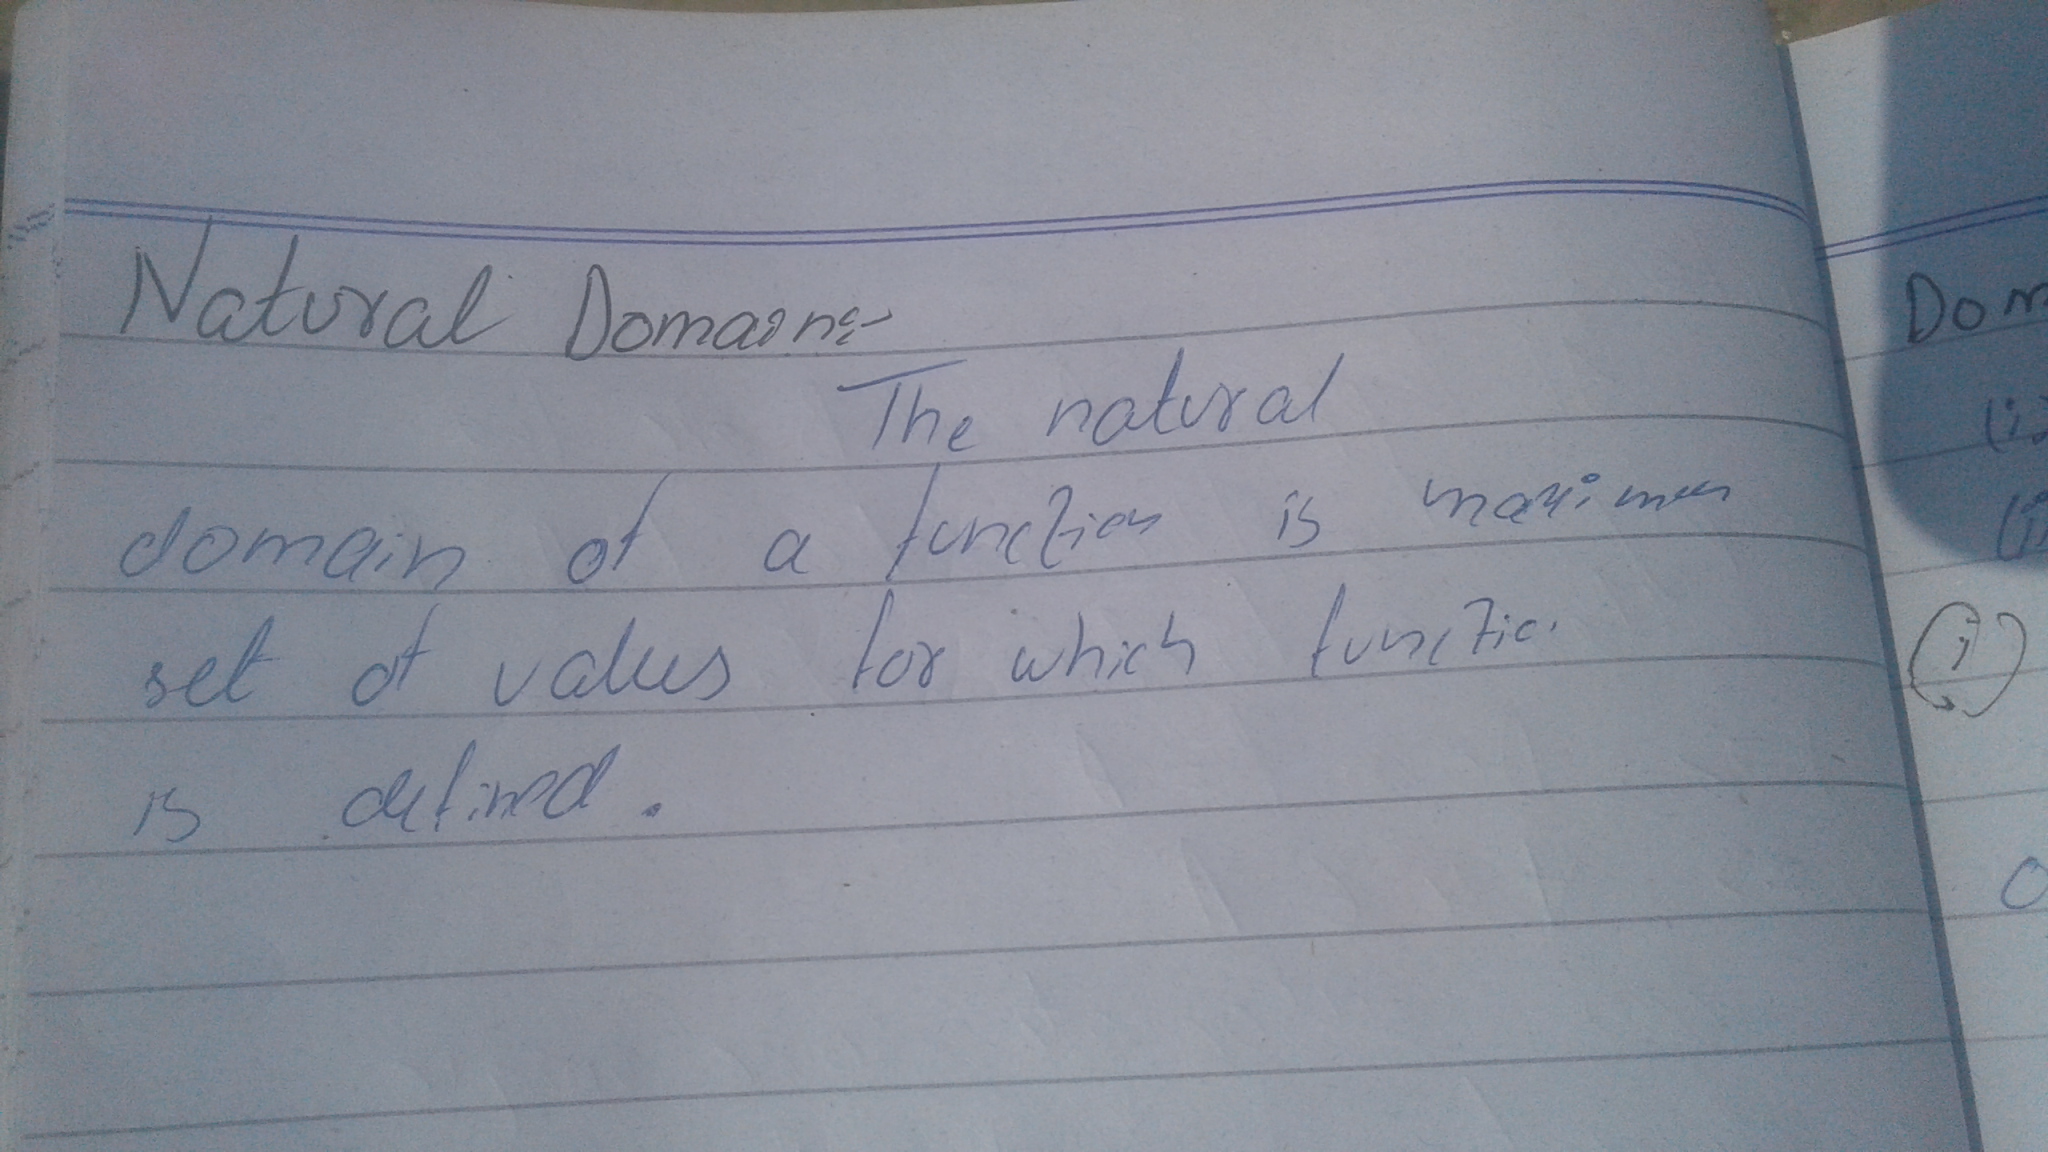 Natural Domain:-
The natural
domain of a function is maximum
set of values for which function
is defined.
Dom
(i)
(ii
(i)